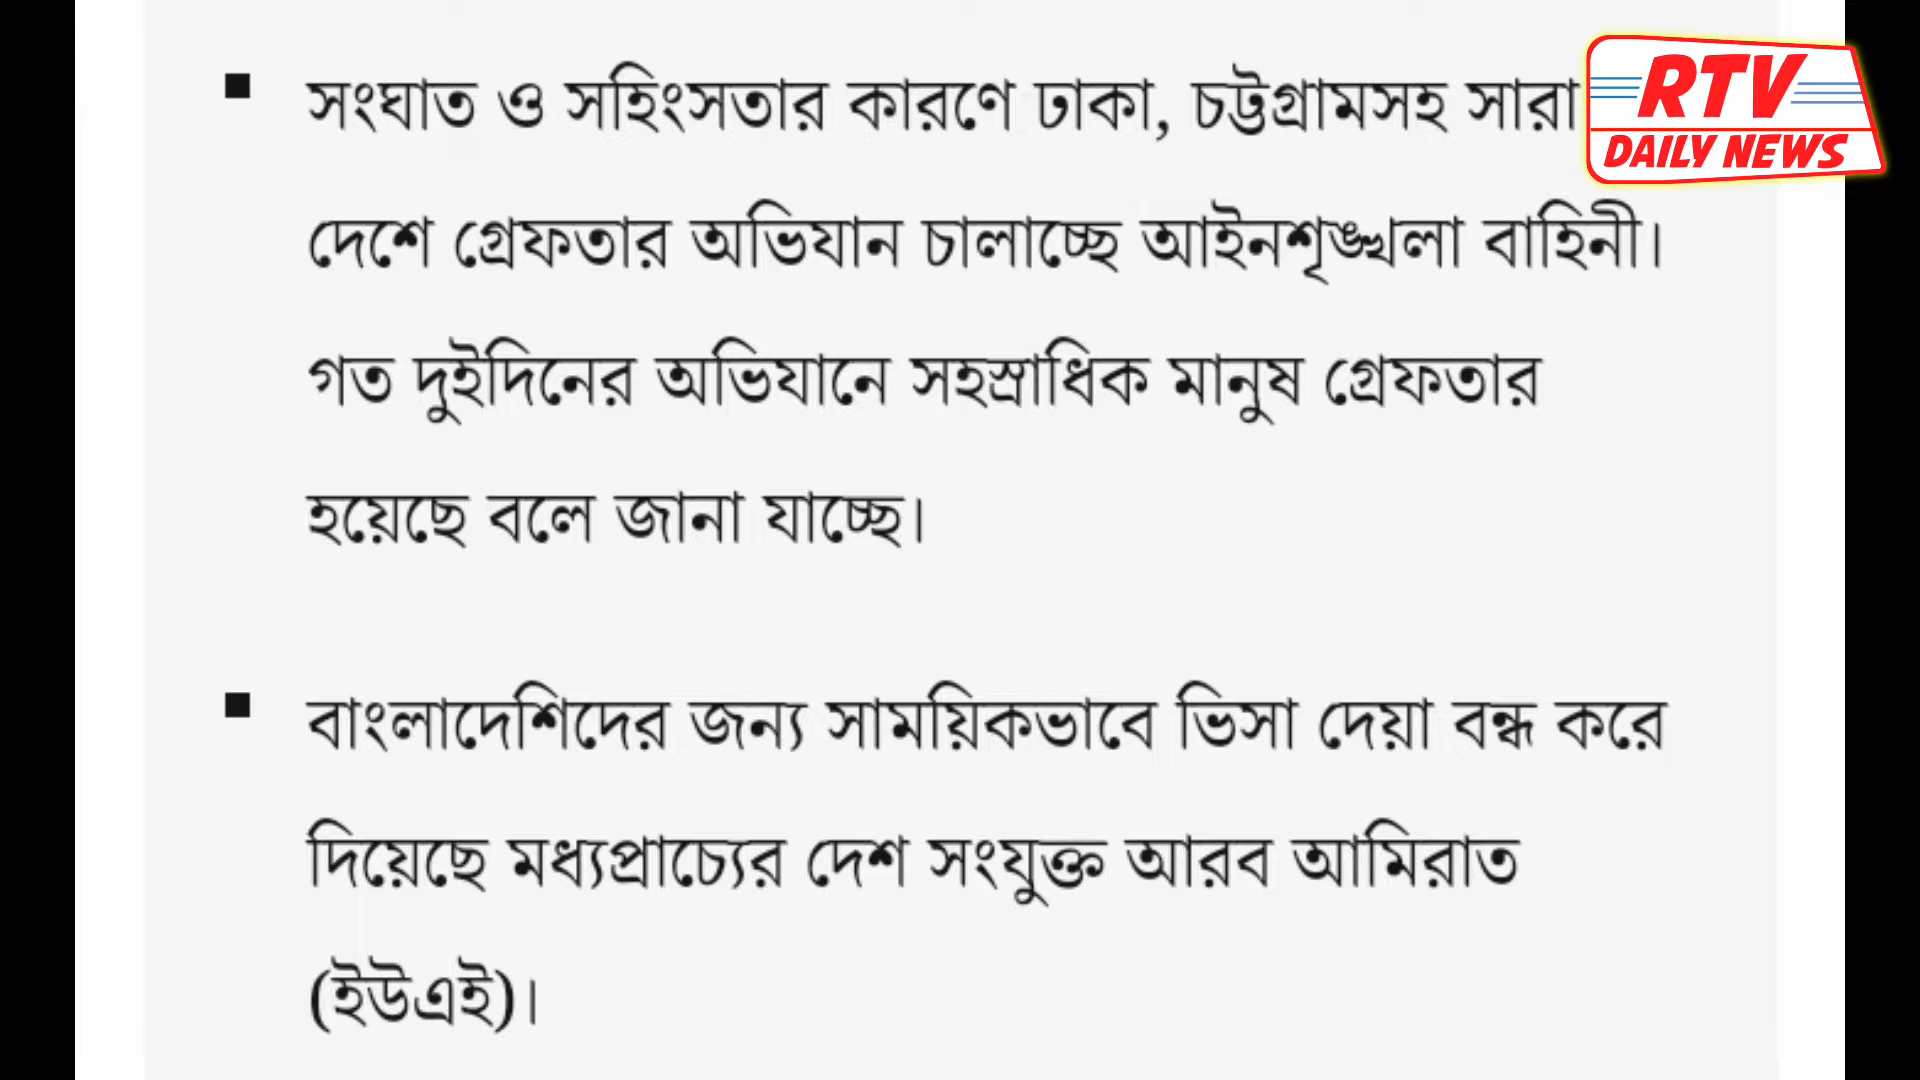 সংঘাত ও সহিংসতার কারণে ঢাকা, চট্টগ্রামসহ সারা
দেশে গ্রেফতার অভিযান চালাচ্ছে আইনশৃঙ্খলা বাহিনী।
গত দুইদিনের অভিযানে সহস্রাধিক মানুষ গ্রেফতার
হয়েছে বলে জানা যাচ্ছে।
বাংলাদেশিদের জন্য সাময়িকভাবে ভিসা দেয়া বন্ধ করে
দিয়েছে মধ্যপ্রাচ্যের দেশ সংযুক্ত আরব আমিরাত
(ইউএই)।
RTV
DAILY NEWS